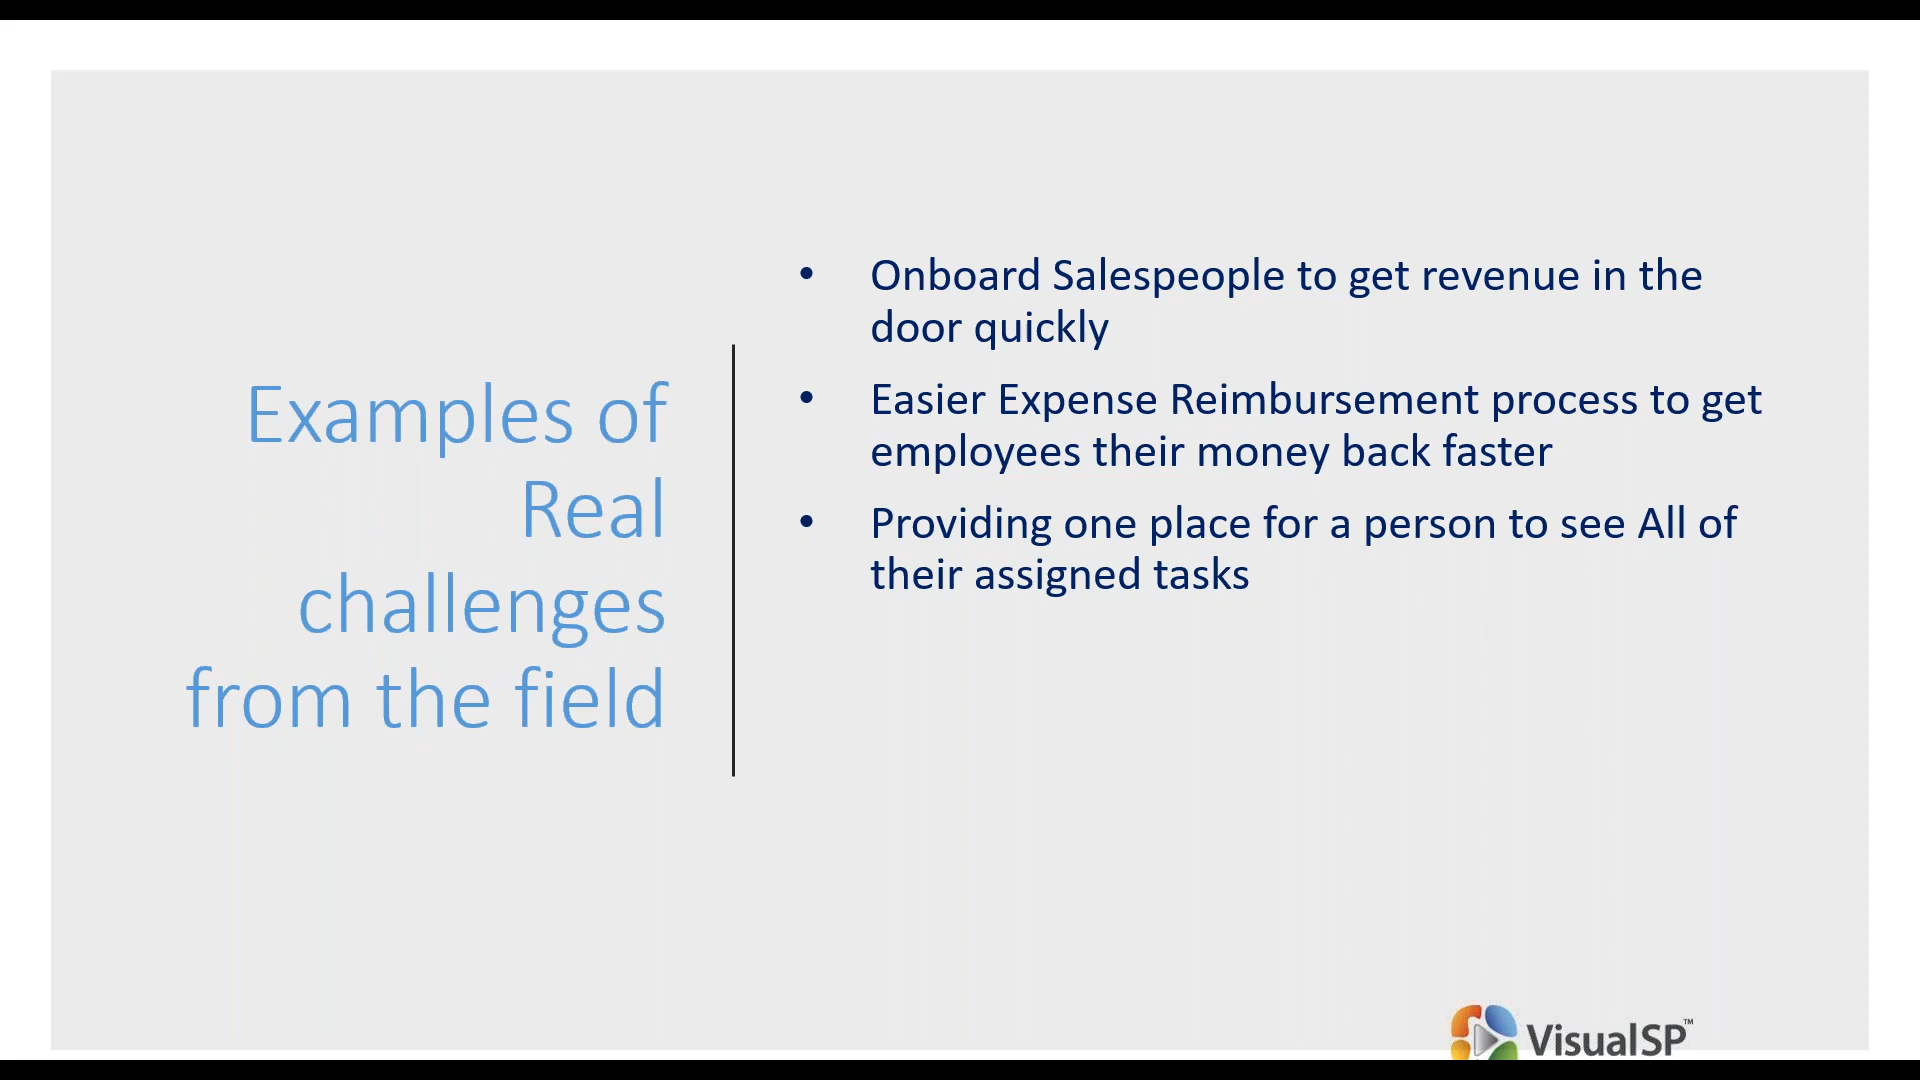 Examples of
Real
challenges
from the field
• Onboard Salespeople to get revenue in the
door quickly
• Easier Expense Reimbursement process to get
employees their money back faster
• Providing one place for a person to see All of
their assigned tasks
VisualSP™